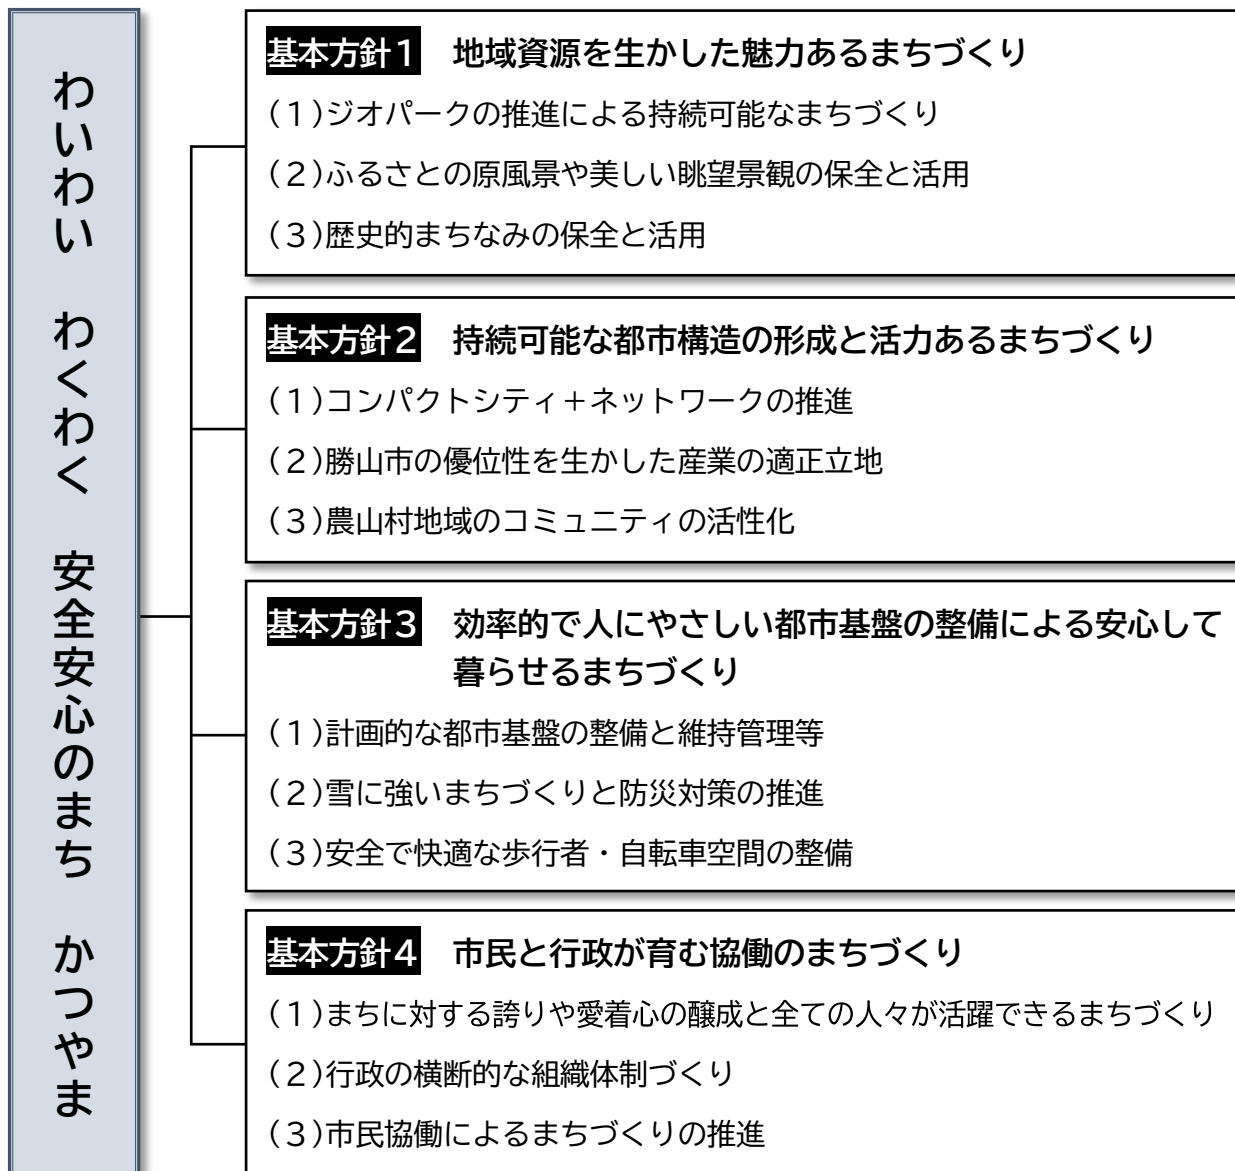 わいわい　わくわく　安全安心のまち　かつやま
基本方針１　地域資源を生かした魅力あるまちづくり
（１）ジオパークの推進による持続可能なまちづくり
（２）ふるさとの原風景や美しい眺望景観の保全と活用
（３）歴史的まちなみの保全と活用
基本方針２　持続可能な都市構造の形成と活力あるまちづくり
（１）コンパクトシティ＋ネットワークの推進
（２）勝山市の優位性を生かした産業の適正立地
（３）農山村地域のコミュニティの活性化
基本方針３　効率的で人にやさしい都市基盤の整備による安心して
暮らせるまちづくり
（１）計画的な都市基盤の整備と維持管理等
（２）雪に強いまちづくりと防災対策の推進
（３）安全で快適な歩行者・自転車空間の整備
基本方針４　市民と行政が育む協働のまちづくり
（１）まちに対する誇りや愛着心の醸成と全ての人々が活躍できるまちづくり
（２）行政の横断的な組織体制づくり
（３）市民協働によるまちづくりの推進